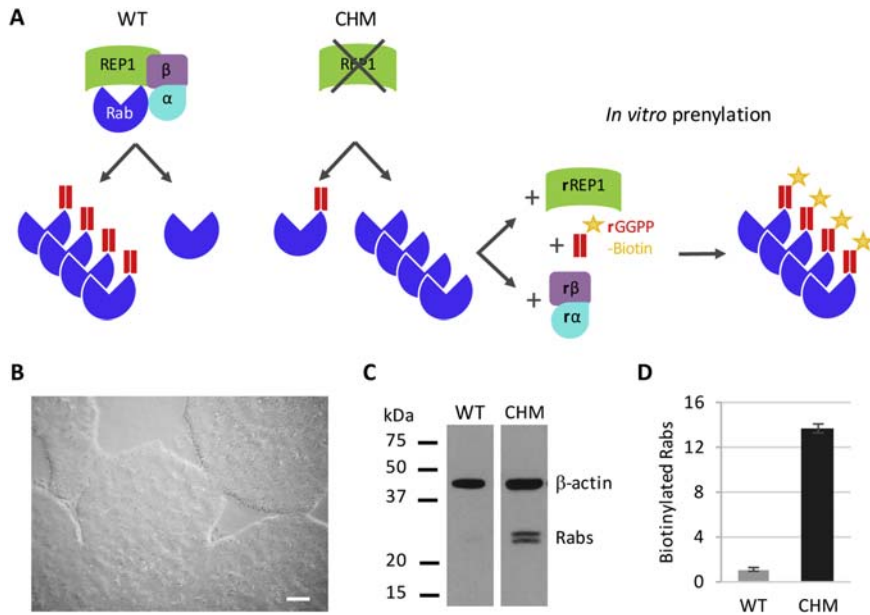 A
WT
CHM
REP1
β
α
Rab
REP1
In vitro prenylation
+ rREP1
+ rGGPP
-Biotin
+ rβ
rα
B
C
D
kDa
WT
CHM
75
50
37
20
15
β-actin
Rabs
Biotinylated Rabs
16
12
8
4
0
WT
CHM